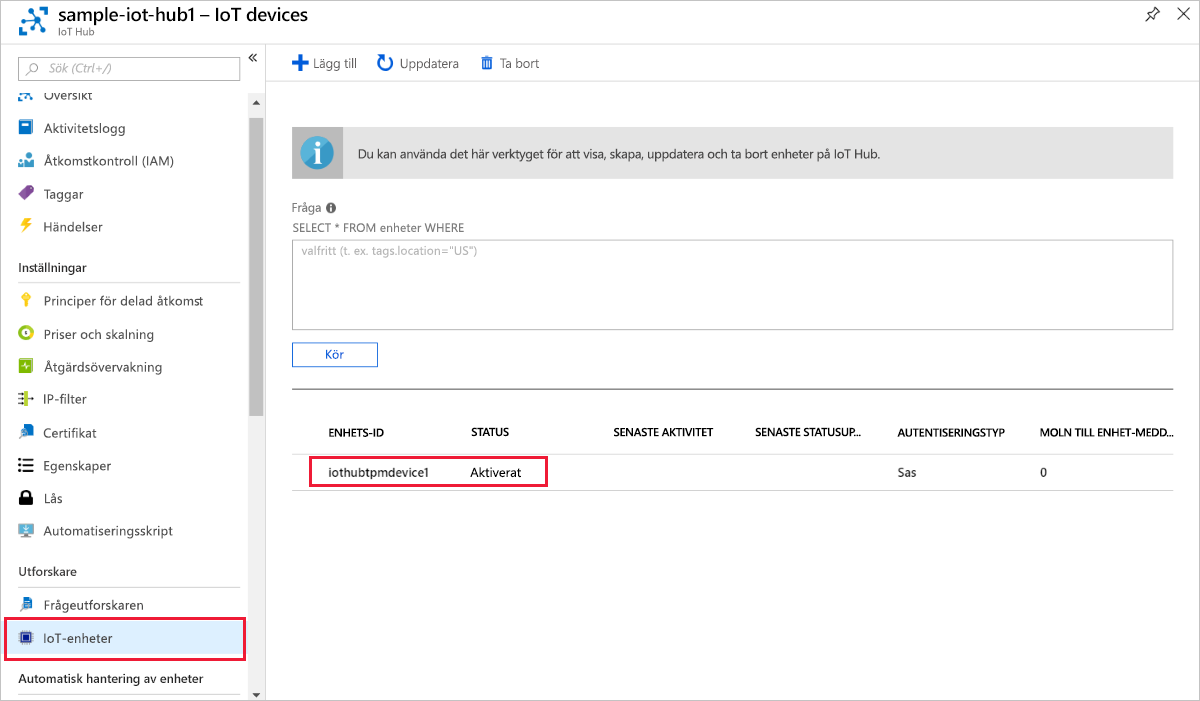 sample-iot-hub1 – IoT devices
IoT Hub
Sök (Ctrl+/)
«
Översikt
Aktivitetslogg
Åtkomstkontroll (IAM)
Taggar
Händelser
Inställningar
Principer för delad åtkomst
Priser och skalning
Åtgärdsövervakning
IP-filter
Certifikat
Egenskaper
Lås
Automatiseringsskript
Utforskare
Frågeutforskaren
IoT-enheter
Automatisk hantering av enheter
Lägg till Uppdatera Ta bort
Du kan använda det här verktyget för att visa, skapa, uppdatera och ta bort enheter på IoT Hub.
Fråga
SELECT * FROM enheter WHERE
valfritt (t. ex. tags.location="US")
Kör
ENHETS-ID STATUS SENASTE AKTIVITET SENASTE STATUSUP... AUTENTISERINGSTYP MOLN TILL ENHET-MEDD...
iothubtpmdevice1 Aktiverat Sas 0